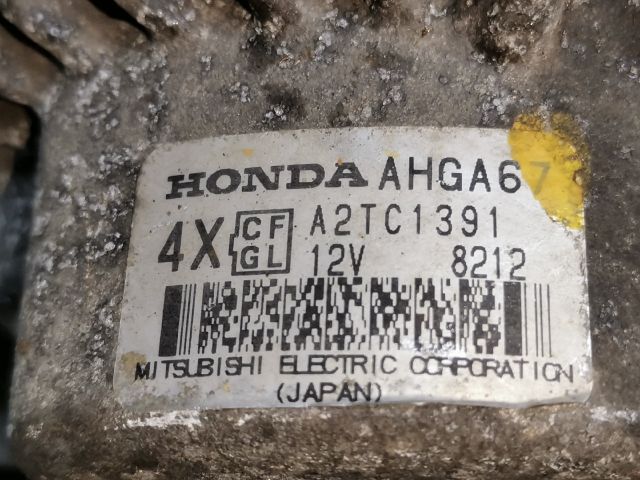 HONDA AHGA67
4X CF GL A2TC1391
12V 8212
MITSUBISHI ELECTRIC CORPORATION
(JAPAN)